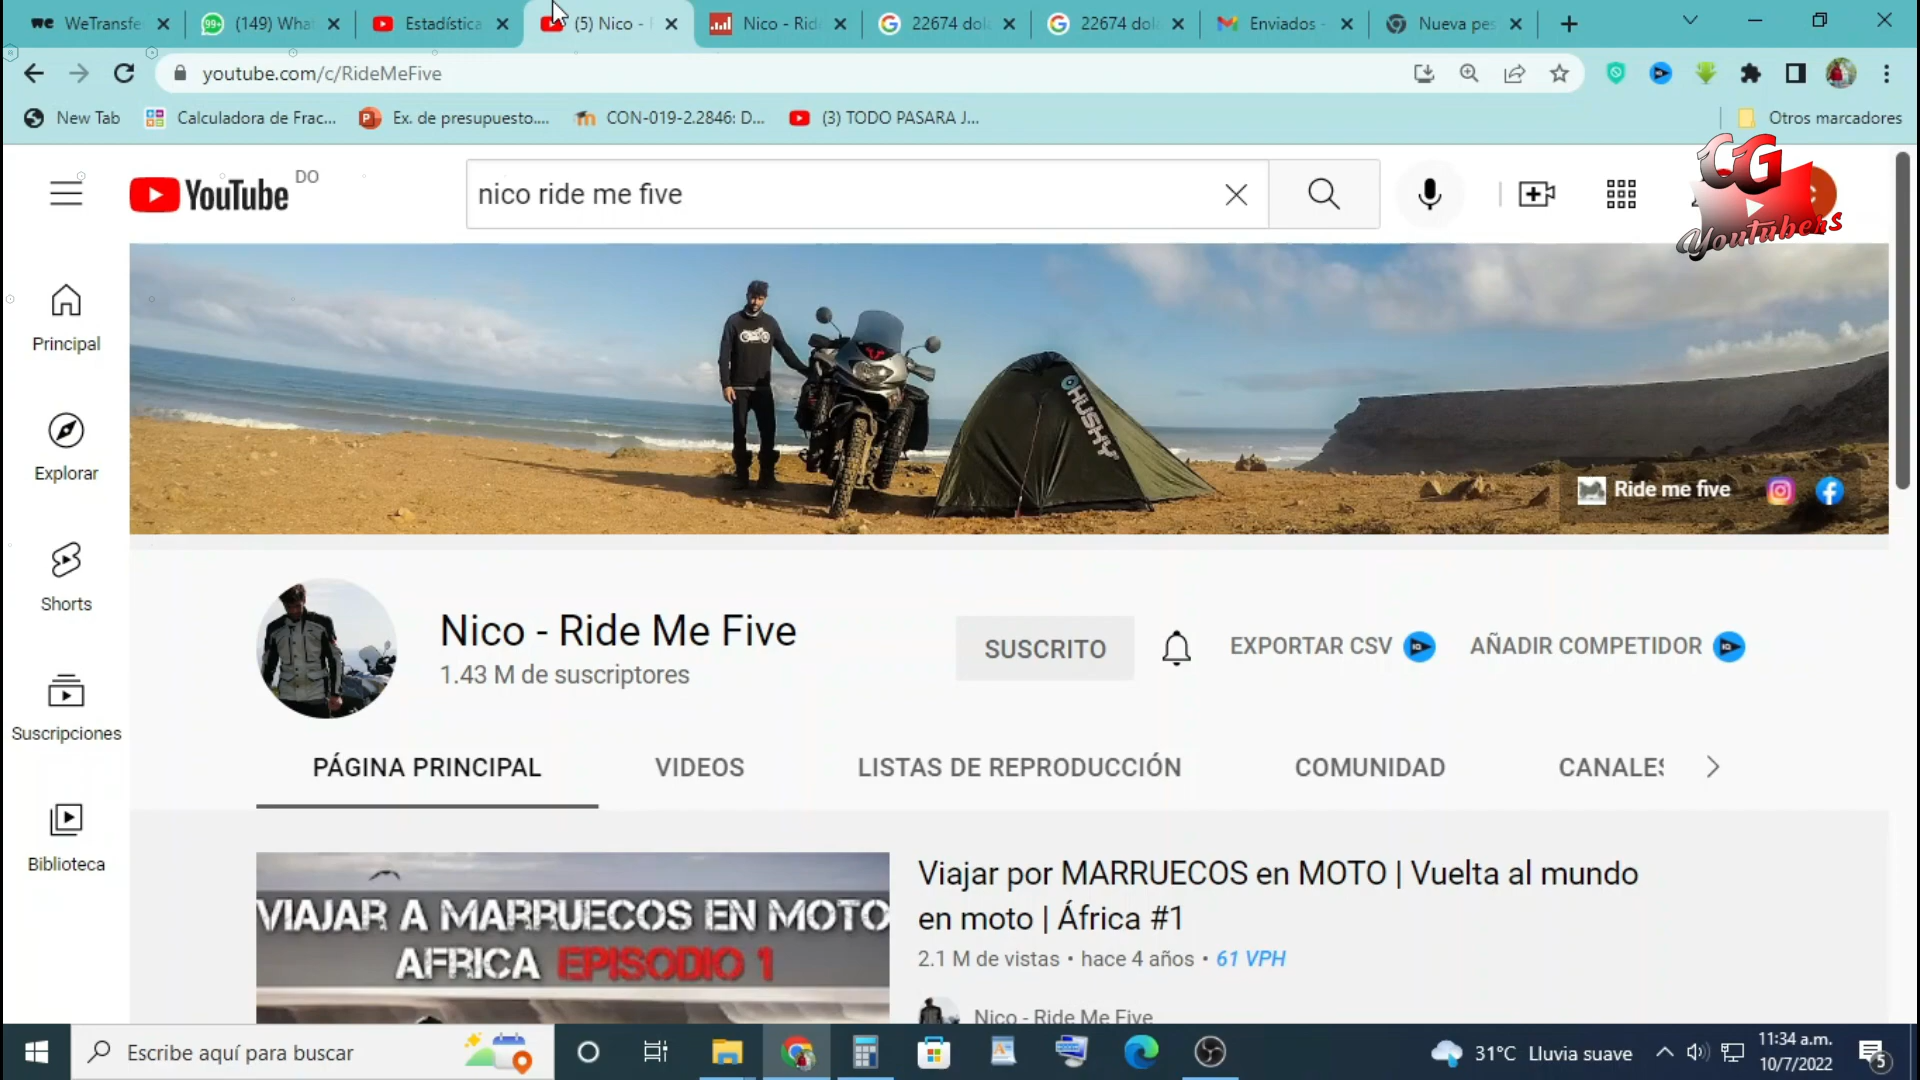 WeTransfe
(149) Wha
Estadística
(5) Nico -
Nico - Rid
22674 dol
22674 dol
Enviados -
Nueva pes
youtube.com/c/RideMeFive
New Tab
Calculadora de Frac...
Ex. de presupuesto....
CON-019-2.2846: D...
(3) TODO PASARA J...
Otros marcadores
YouTube DO
nico ride me five
CG
Youtubers
Principal
Explorar
Shorts
Suscripciones
Biblioteca
HUSKY
Ride me five
Nico - Ride Me Five
1.43 M de suscriptores
SUSCRITO
EXPORTAR CSV
AÑADIR COMPETIDOR
PÁGINA PRINCIPAL
VIDEOS
LISTAS DE REPRODUCCIÓN
COMUNIDAD
CANALES
VIAJAR A MARRUECOS EN MOTO
AFRICA EPISODIO 1
Viajar por MARRUECOS en MOTO | Vuelta al mundo
en moto | África #1
2.1 M de vistas • hace 4 años • 61 VPH
Nico - Ride Me Five
Escribe aquí para buscar
31°C Lluvia suave
11:34 a.m.
10/7/2022
5